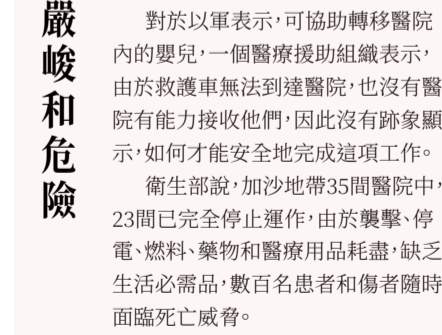 嚴峻和危險
對於以軍表示，可協助轉移醫院
內的嬰兒，一個醫療援助組織表示，
由於救護車無法到達醫院，也沒有醫
院有能力接收他們，因此沒有跡象顯
示，如何才能安全地完成這項工作。
衛生部說，加沙地帶35間醫院中，
23間已完全停止運作，由於襲擊、停
電、燃料、藥物和醫療用品耗盡，缺乏
生活必需品，數百名患者和傷者隨時
面臨死亡威脅。